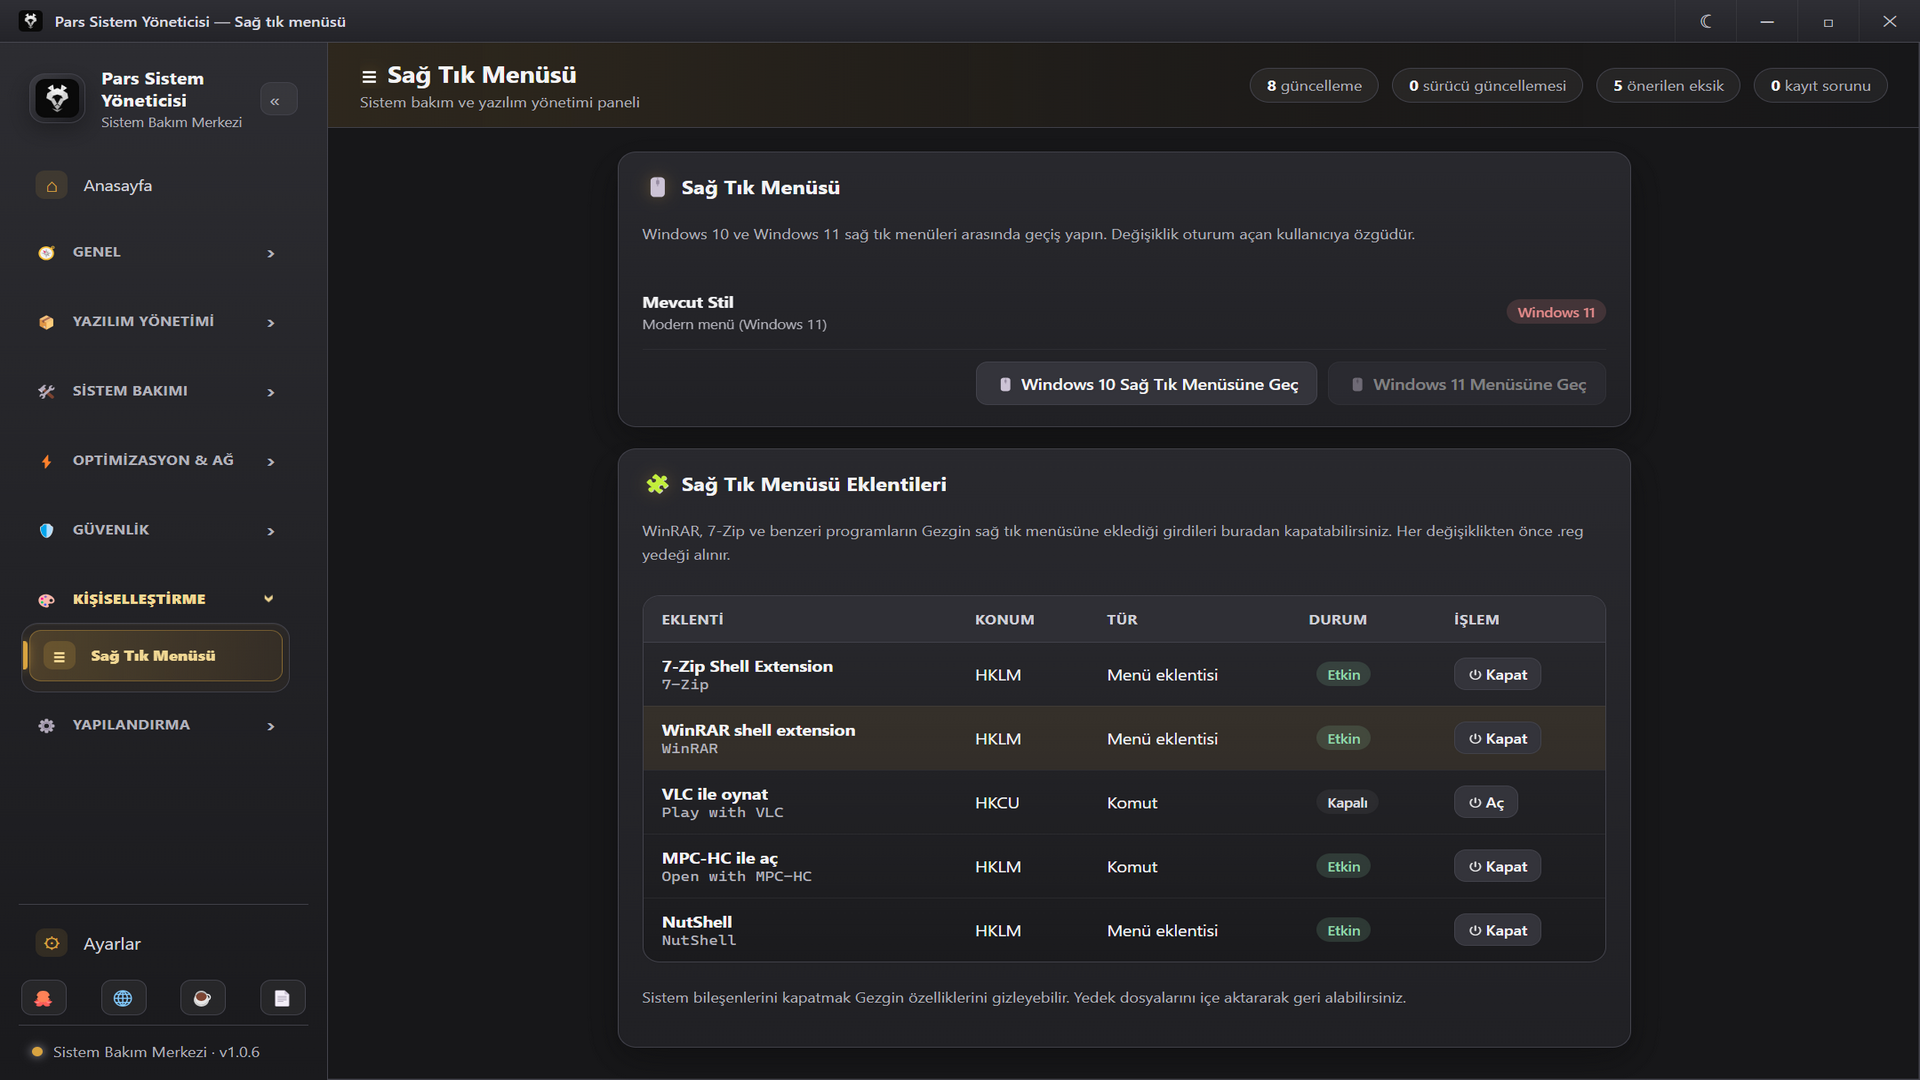 Pars Sistem Yöneticisi — Sağ tık menüsü
Pars Sistem
Yöneticisi
Sistem Bakım Merkezi
«
Anasayfa
GENEL
YAZILIM YÖNETİMİ
SİSTEM BAKIMI
OPTİMİZASYON & AĞ
GÜVENLİK
KİŞİSELLEŞTİRME
Sağ Tık Menüsü
YAPILANDIRMA
Ayarlar
Sistem Bakım Merkezi · v1.0.6
Sağ Tık Menüsü
Sistem bakım ve yazılım yönetimi paneli
8 güncelleme
0 sürücü güncellemesi
5 önerilen eksik
0 kayıt sorunu
Sağ Tık Menüsü
Windows 10 ve Windows 11 sağ tık menüleri arasında geçiş yapın. Değişiklik oturum açan kullanıcıya özgüdür.
Mevcut Stil
Modern menü (Windows 11)
Windows 11
Windows 10 Sağ Tık Menüsüne Geç
Windows 11 Menüsüne Geç
Sağ Tık Menüsü Eklentileri
WinRAR, 7-Zip ve benzeri programların Gezgin sağ tık menüsüne eklediği girdileri buradan kapatabilirsiniz. Her değişiklikten önce .reg
yedeği alınır.
EKLENTİ KONUM TÜR DURUM İŞLEM
7-Zip Shell Extension HKLM Menü eklentisi Etkin Kapat
7-Zip
WinRAR shell extension HKLM Menü eklentisi Etkin Kapat
WinRAR
VLC ile oynat HKCU Komut Kapalı Aç
Play with VLC
MPC-HC ile aç HKLM Komut Etkin Kapat
Open with MPC-HC
NutShell HKLM Menü eklentisi Etkin Kapat
NutShell
Sistem bileşenlerini kapatmak Gezgin özelliklerini gizleyebilir. Yedek dosyalarını içe aktararak geri alabilirsiniz.